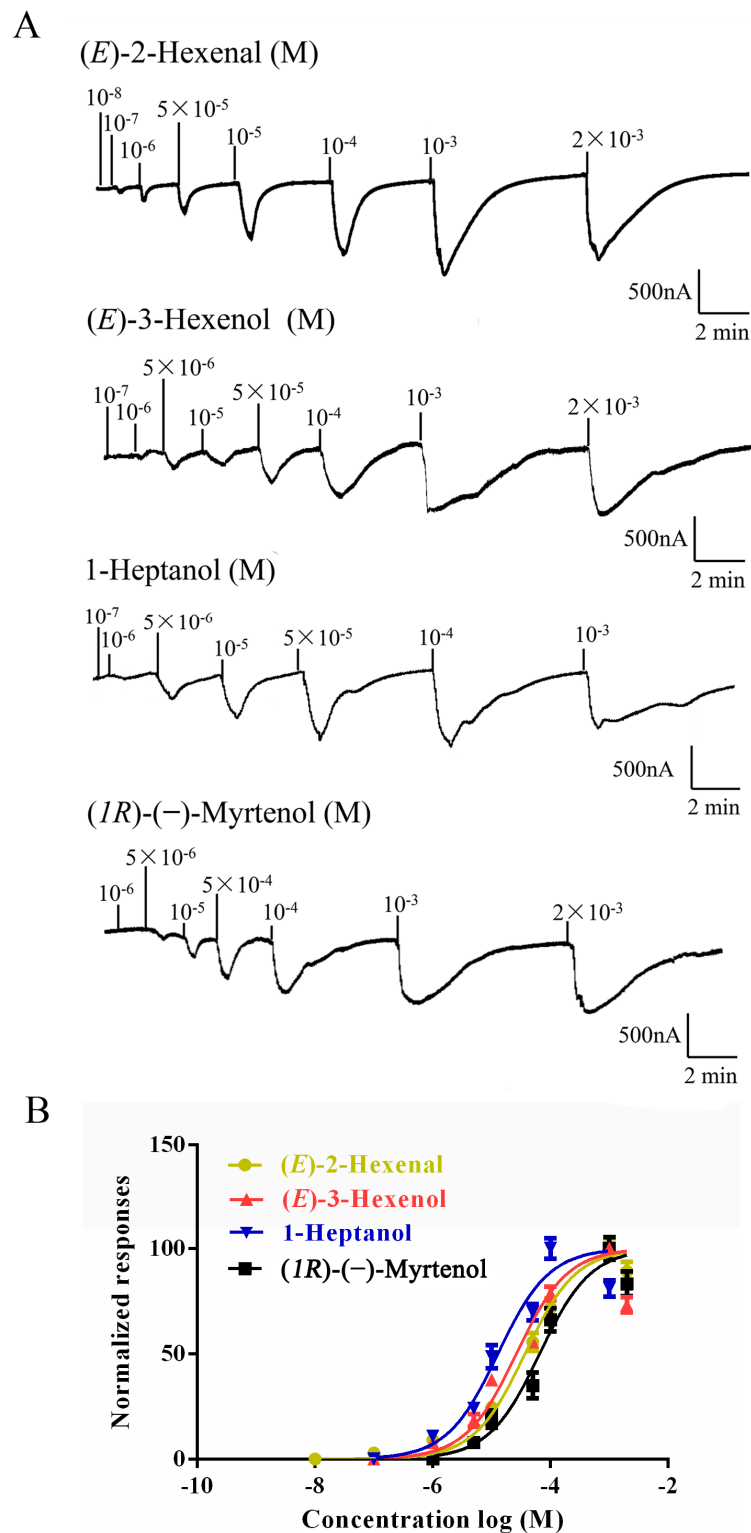 A
(E)-2-Hexenal (M)
10⁻⁸
10⁻⁷
10⁻⁶
5×10⁻⁵
10⁻⁵
10⁻⁴
10⁻³
2×10⁻³
500nA
2 min
(E)-3-Hexenol (M)
10⁻⁷
10⁻⁶
5×10⁻⁶
10⁻⁵
5×10⁻⁵
10⁻⁴
10⁻³
2×10⁻³
500nA
2 min
1-Heptanol (M)
10⁻⁷
10⁻⁶
5×10⁻⁶
10⁻⁵
5×10⁻⁵
10⁻⁴
10⁻³
500nA
2 min
(1R)-(−)-Myrtenol (M)
10⁻⁶
5×10⁻⁶
10⁻⁵
5×10⁻⁴
10⁻⁴
10⁻³
2×10⁻³
500nA
2 min
B
Normalized responses
150
100
50
0
(E)-2-Hexenal
(E)-3-Hexenol
1-Heptanol
(1R)-(−)-Myrtenol
-10 -8 -6 -4 -2
Concentration log (M)